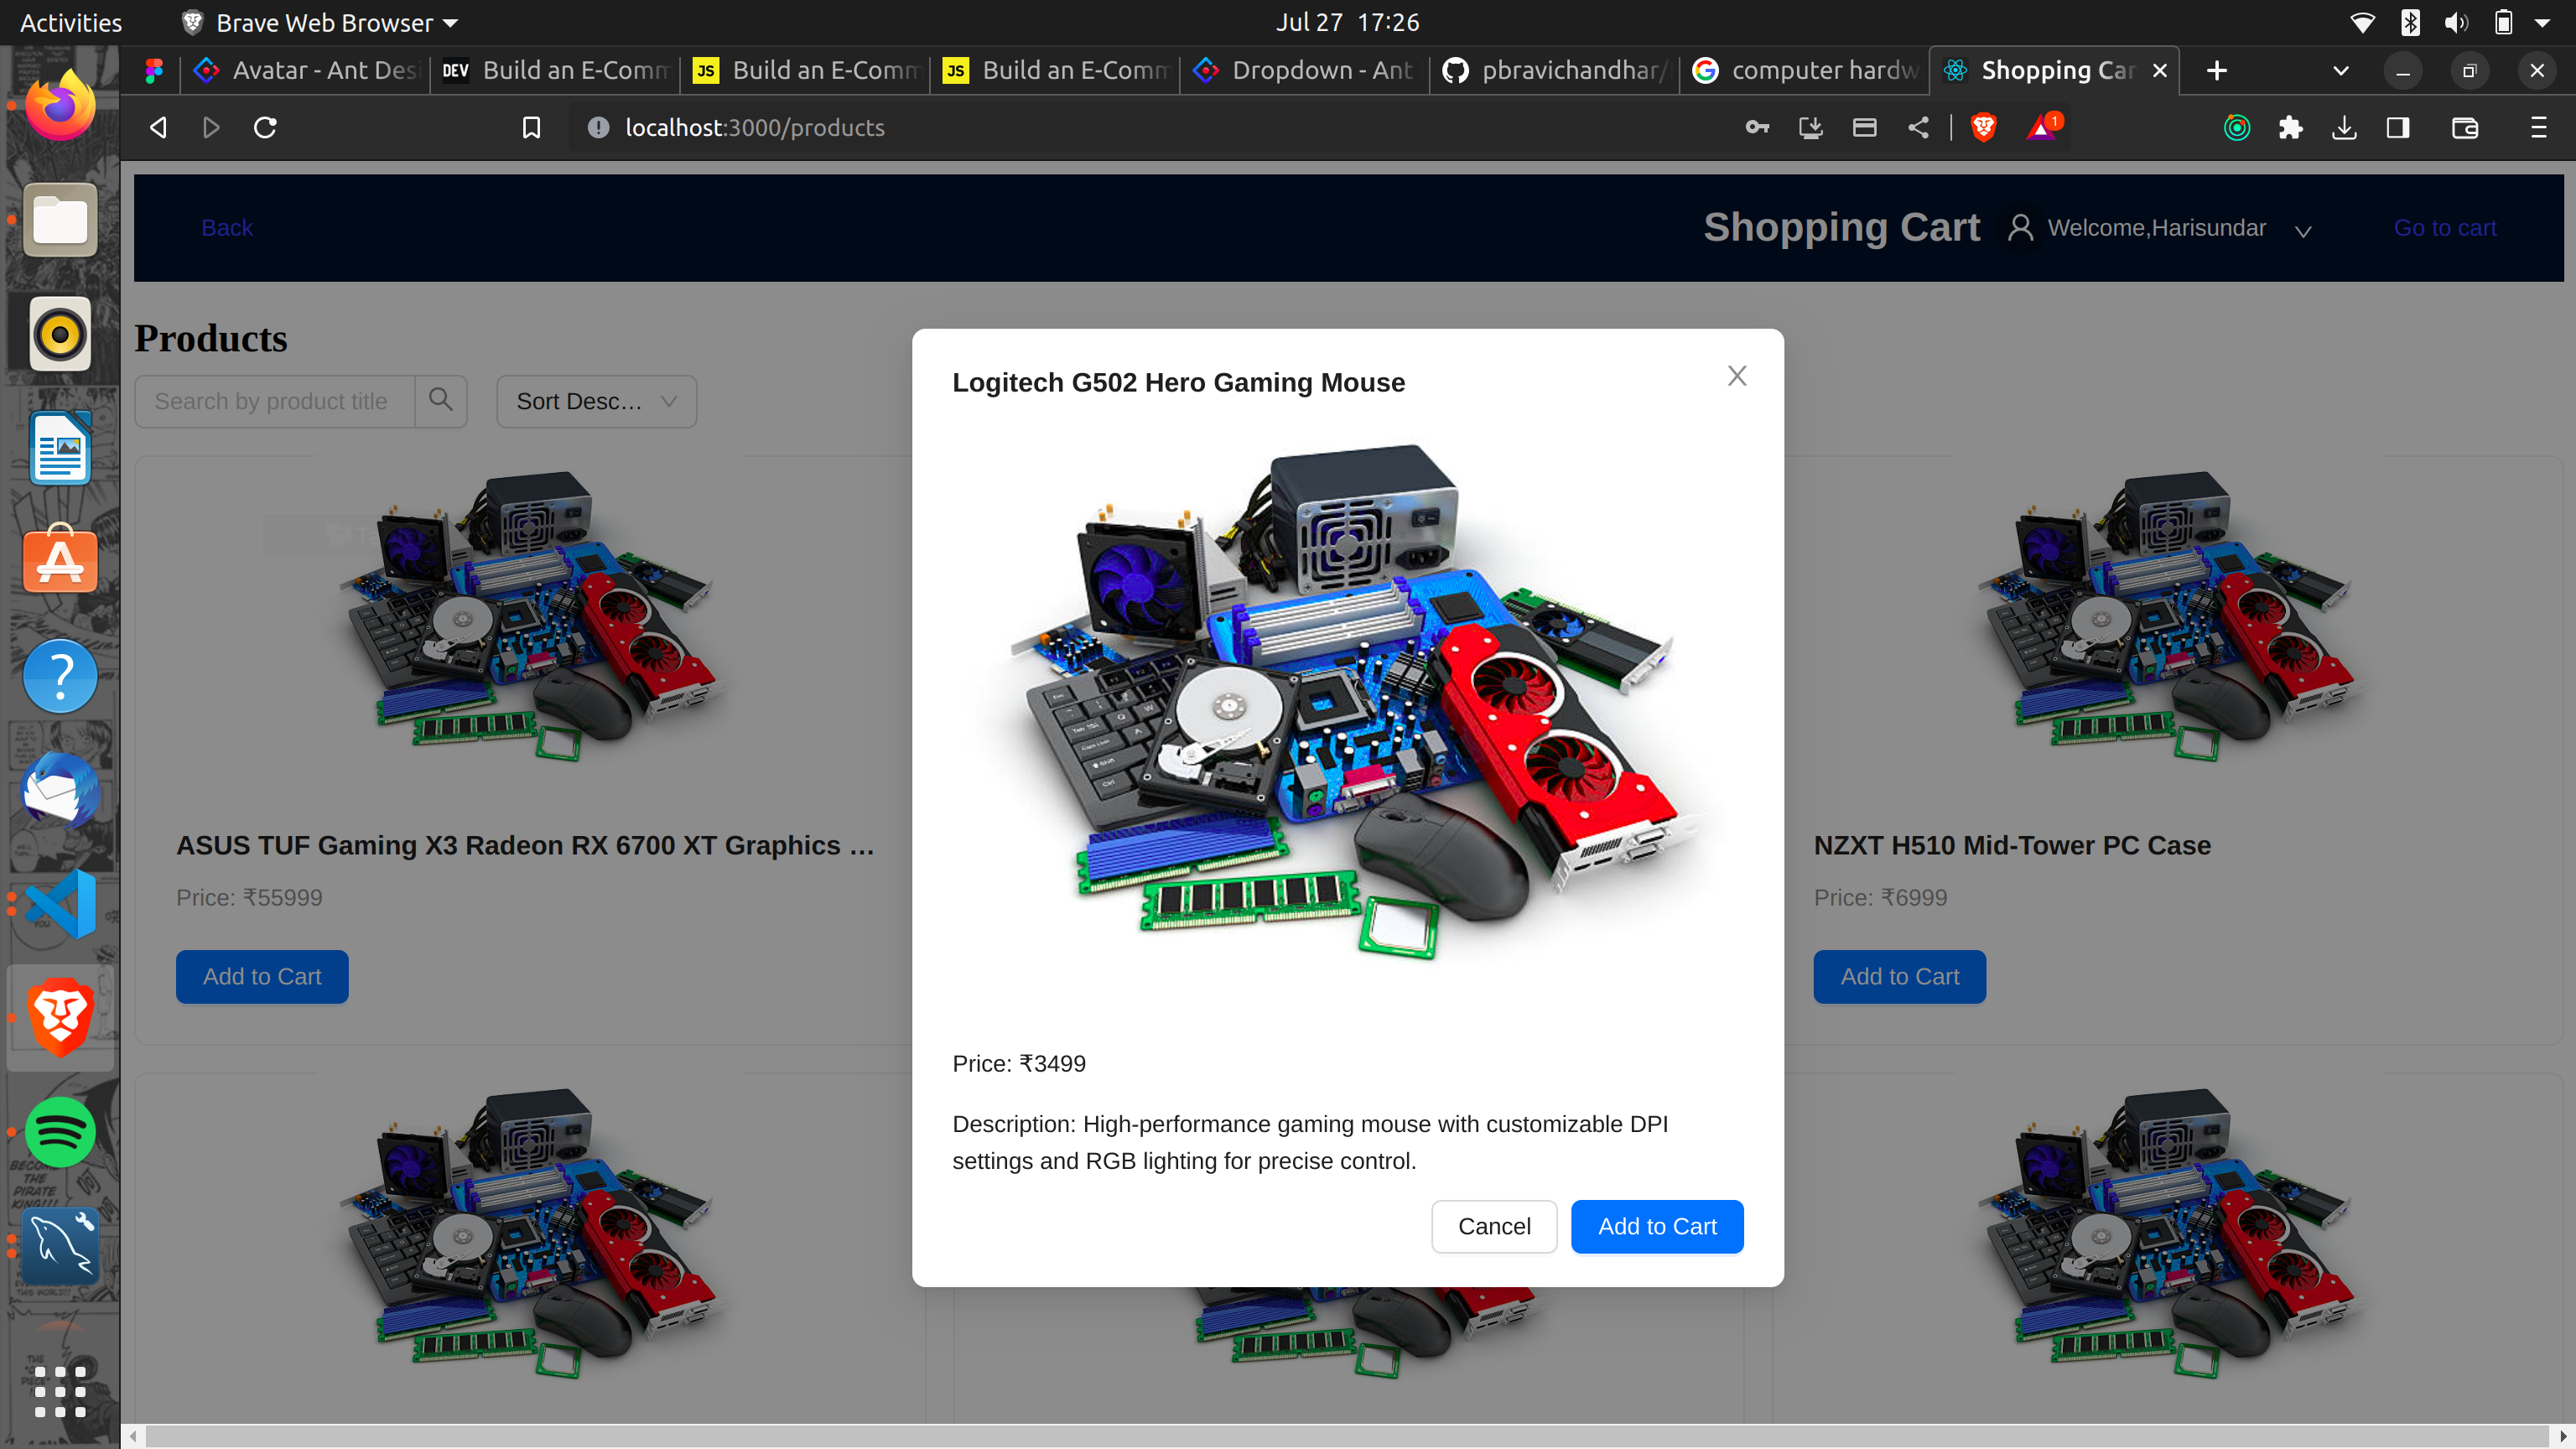 Activities
Brave Web Browser
Jul 27 17:26
Avatar - Ant Desi
DEV Build an E-Comm
JS Build an E-Comm
JS Build an E-Comm
Dropdown - Ant
pbravichandhar/
computer hardw
Shopping Car
localhost:3000/products
1
Back
Shopping Cart
Welcome,Harisundar
Go to cart
Products
Search by product title
Sort Desc...
Logitech G502 Hero Gaming Mouse
ASUS TUF Gaming X3 Radeon RX 6700 XT Graphics ...
Price: ₹55999
Add to Cart
NZXT H510 Mid-Tower PC Case
Price: ₹6999
Add to Cart
Price: ₹3499
Description: High-performance gaming mouse with customizable DPI
settings and RGB lighting for precise control.
Cancel
Add to Cart